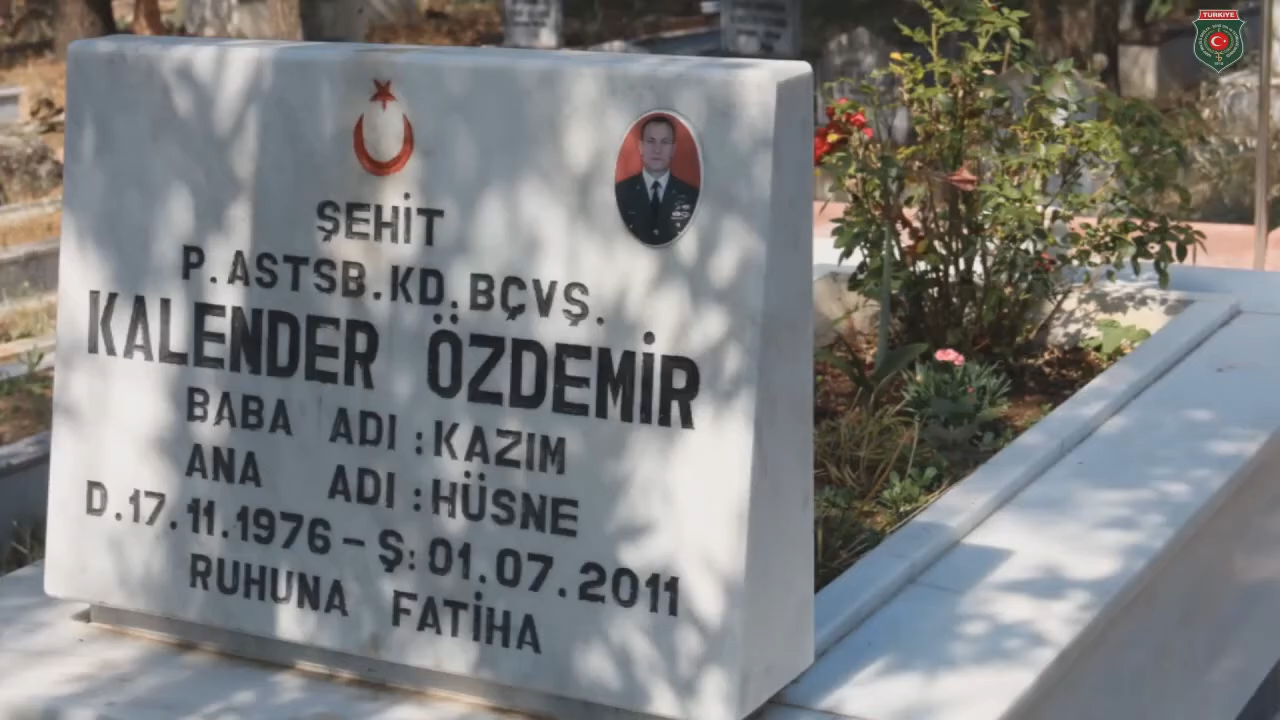 ŞEHİT
P.ASTSB.KD.BÇVŞ.
KALENDER ÖZDEMİR
BABA ADI :KAZIM
ANA ADI :HÜSNE
D.17.11.1976 – Ş:01.07.2011
RUHUNA FATİHA
TURKIYE